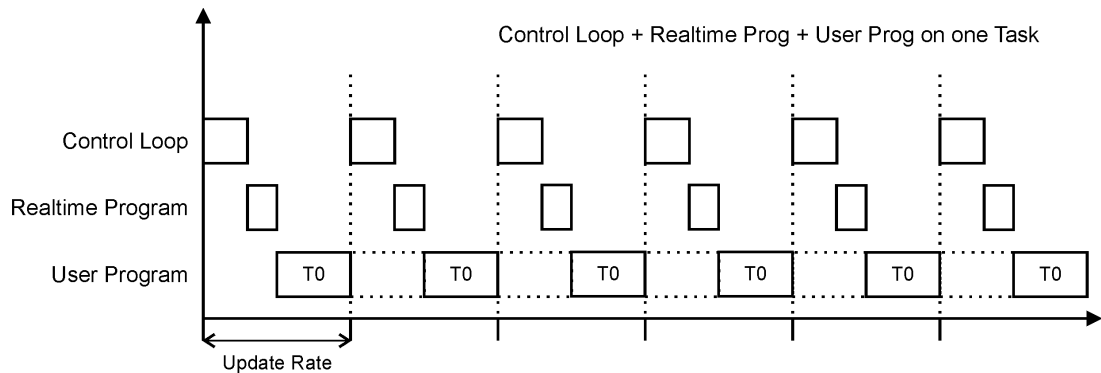 Control Loop + Realtime Prog + User Prog on one Task
Control Loop
Realtime Program
User Program
T0 T0 T0 T0 T0 T0
Update Rate